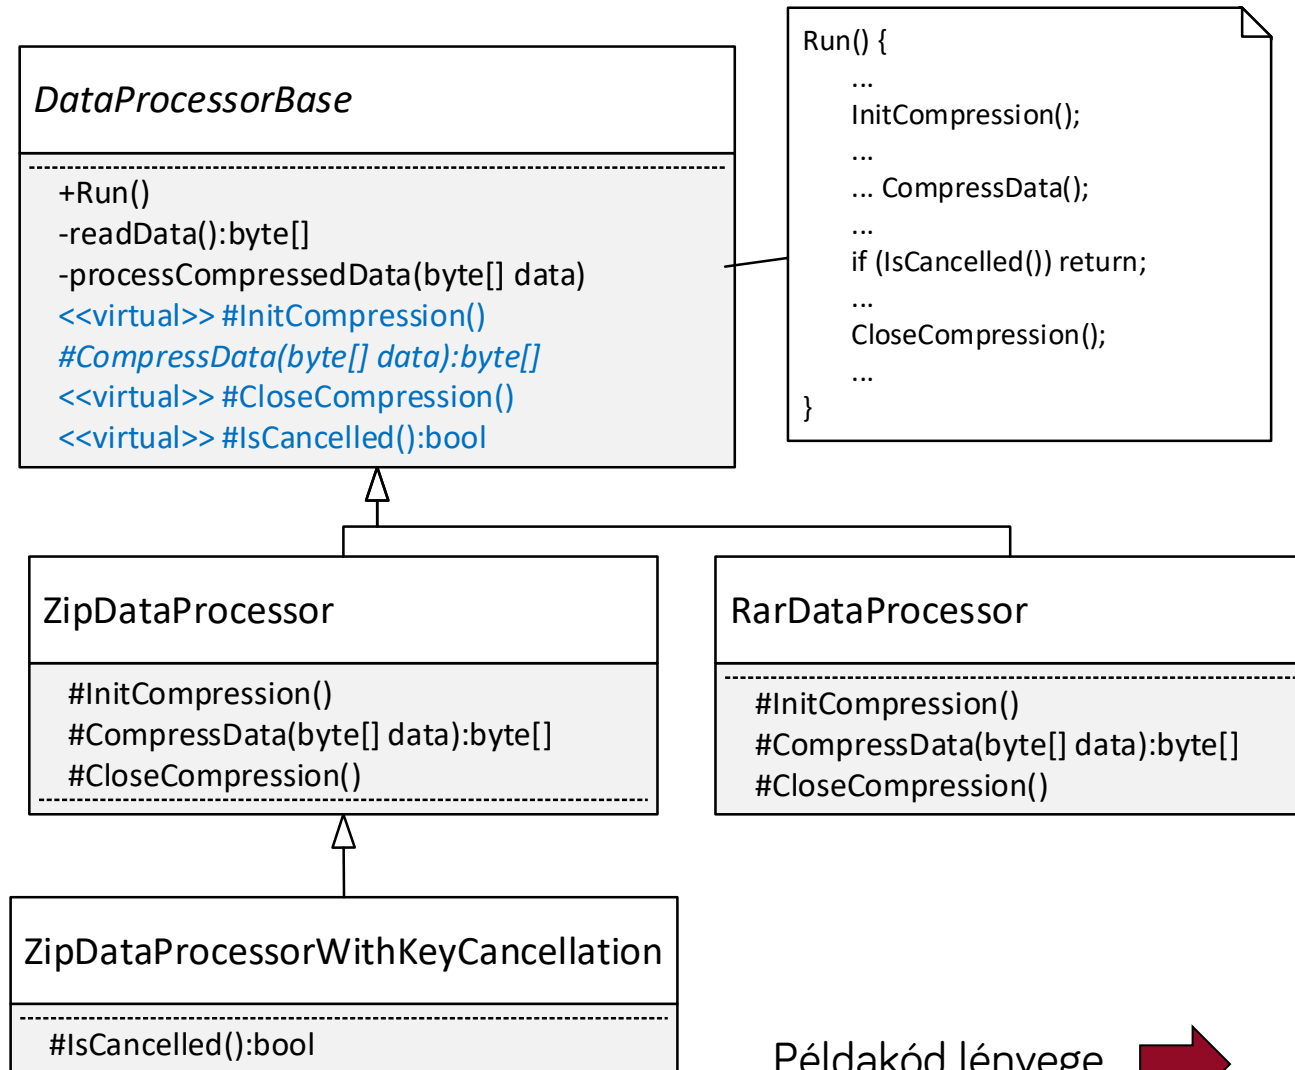 DataProcessorBase
+Run()
-readData():byte[]
-processCompressedData(byte[] data)
<<virtual>> #InitCompression()
#CompressData(byte[] data):byte[]
<<virtual>> #CloseCompression()
<<virtual>> #IsCancelled():bool
Run() {
...
InitCompression();
...
... CompressData();
...
if (IsCancelled()) return;
...
CloseCompression();
...
}
ZipDataProcessor
#InitCompression()
#CompressData(byte[] data):byte[]
#CloseCompression()
RarDataProcessor
#InitCompression()
#CompressData(byte[] data):byte[]
#CloseCompression()
ZipDataProcessorWithKeyCancellation
#IsCancelled():bool
Példakód lényege